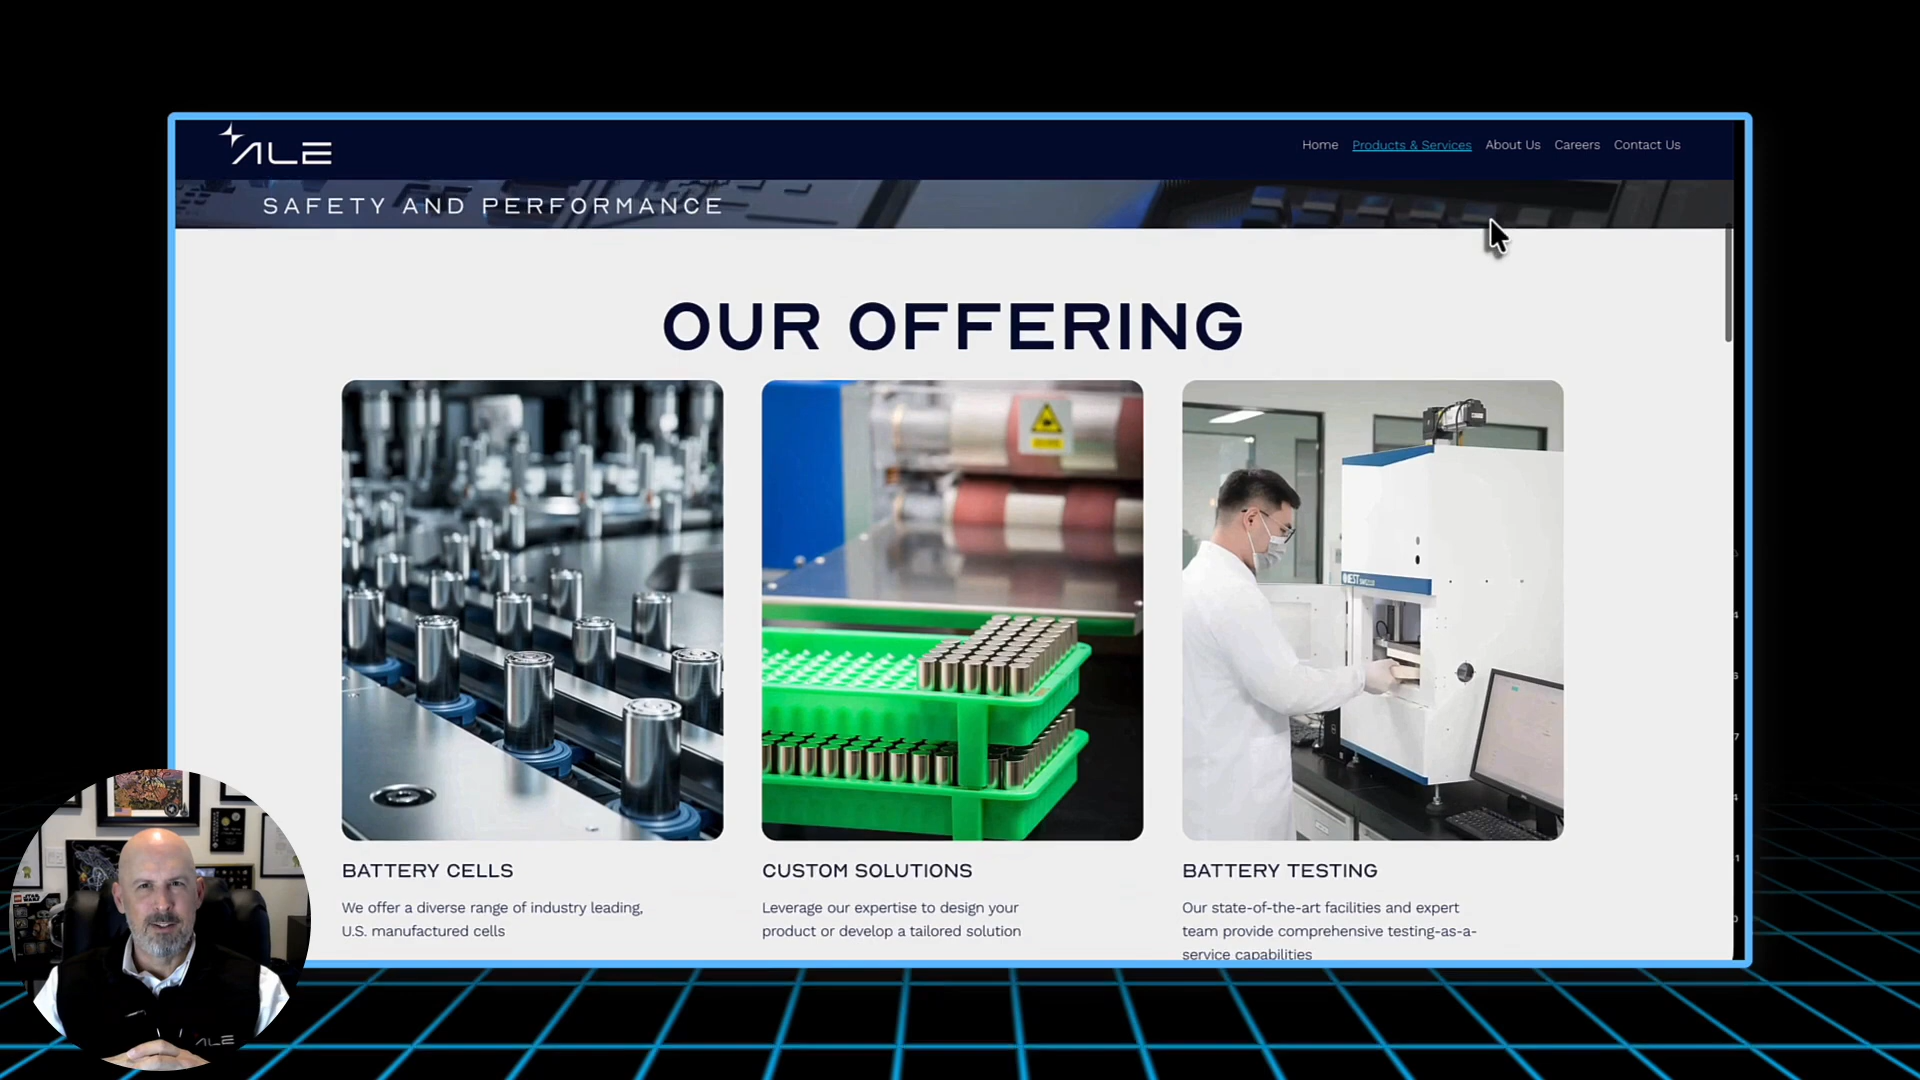 ALE
Home Products & Services About Us Careers Contact Us
SAFETY AND PERFORMANCE
OUR OFFERING
BATTERY CELLS
We offer a diverse range of industry leading,
U.S. manufactured cells
CUSTOM SOLUTIONS
Leverage our expertise to design your
product or develop a tailored solution
BATTERY TESTING
Our state-of-the-art facilities and expert
team provide comprehensive testing-as-a-
service capabilities
ALE